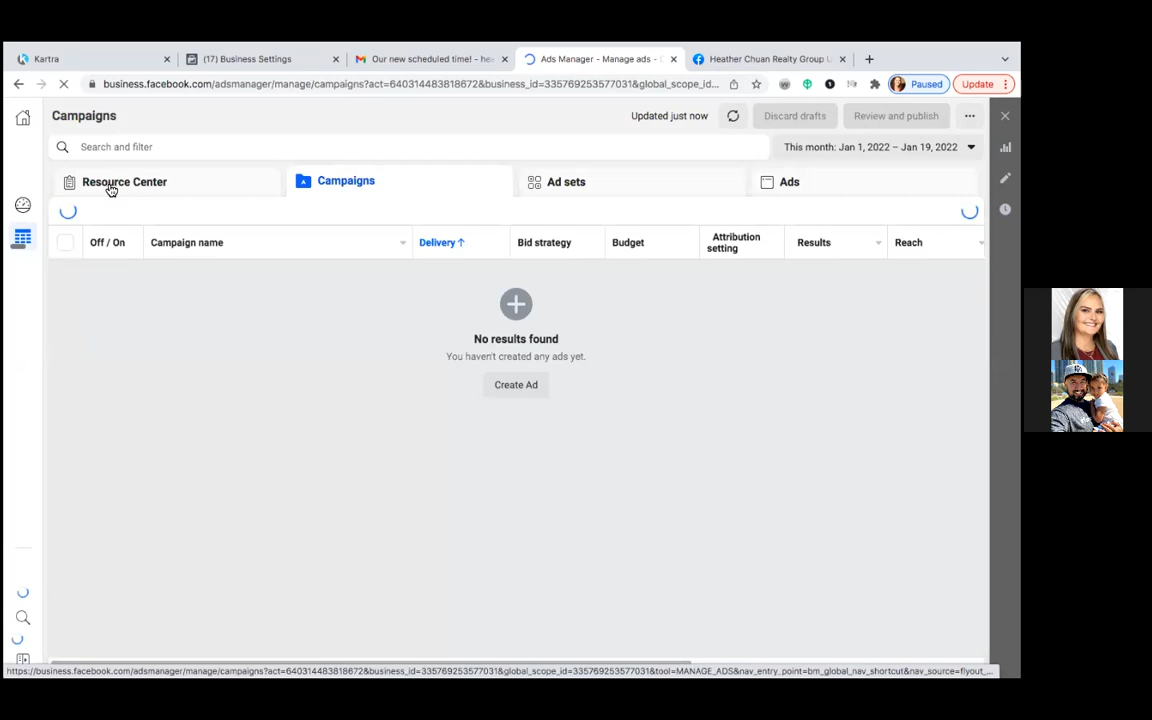 Kartra
(17) Business Settings
Our new scheduled time! - hea
Ads Manager - Manage ads - C
Heather Chuan Realty Group L
business.facebook.com/adsmanager/manage/campaigns?act=640314483818672&business_id=335769253577031&global_scope_id...
Paused
Update
Campaigns
Updated just now
Discard drafts
Review and publish
Search and filter
This month: Jan 1, 2022 – Jan 19, 2022
Resource Center
Campaigns
Ad sets
Ads
Off / On
Campaign name
Delivery ↑
Bid strategy
Budget
Attribution
setting
Results
Reach
No results found
You haven't created any ads yet.
Create Ad
https://business.facebook.com/adsmanager/manage/campaigns?act=640314483818672&business_id=335769253577031&global_scope_id=335769253577031&tool=MANAGE_ADS&nav_entry_point=bm_global_nav_shortcut&nav_source=flyout_...